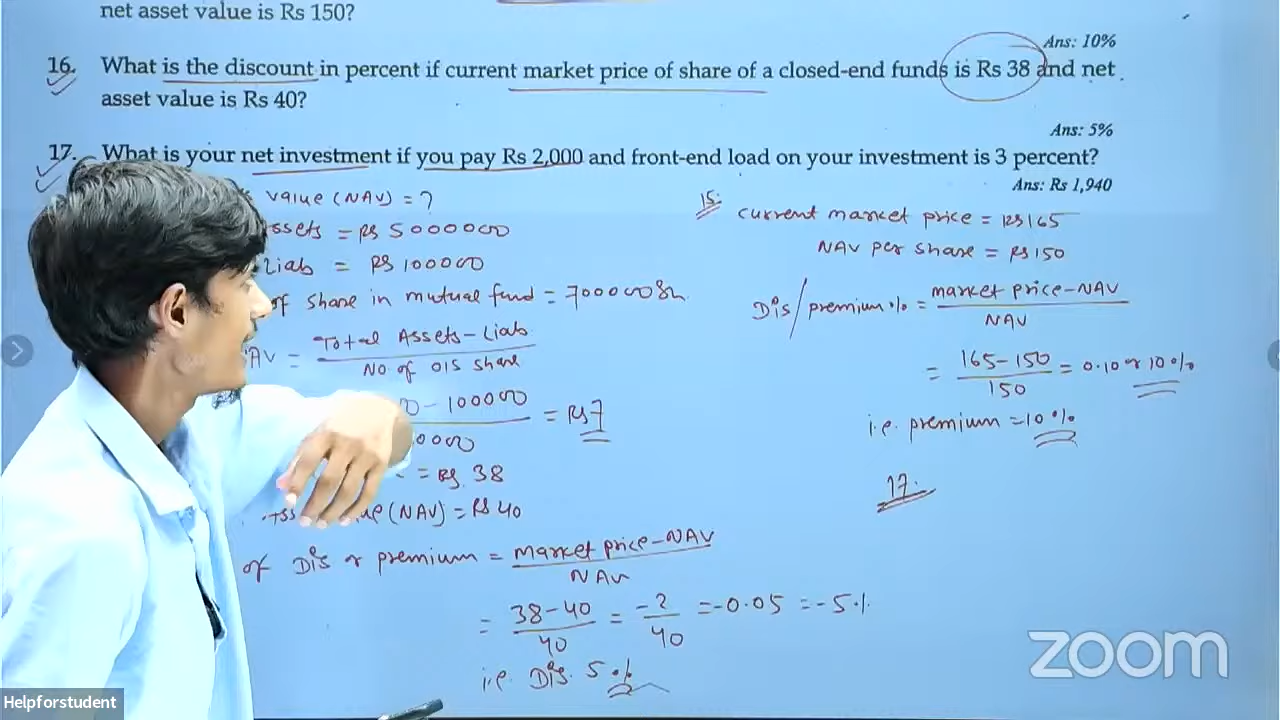 net asset value is Rs 150?
Ans: 10%
16. What is the discount in percent if current market price of share of a closed-end funds is Rs 38 and net
asset value is Rs 40?
Ans: 5%
17. What is your net investment if you pay Rs 2,000 and front-end load on your investment is 3 percent?
Ans: Rs 1,940
value (NAV) = ?
ssets = Rs 5000000
Liab = Rs 100000
of share in mutual fund = 700000 Sh.
AV = Total Assets-Liab
No. of O/S share
0 - 100000
= Rs 7
0000
= Rs. 38
(NAV) = Rs 40
of Dis or premium = Market price-NAV
NAV
= 38-40 = -2 = -0.05 = -5%
40 40
i.e. Dis. 5%
15.
current market price = Rs 165
NAV per share = Rs 150
Dis/premium % = market price-NAV
NAV
= 165-150 = 0.10 or 10%
150
i.e. premium = 10%
17.
zoom
Helpforstudent